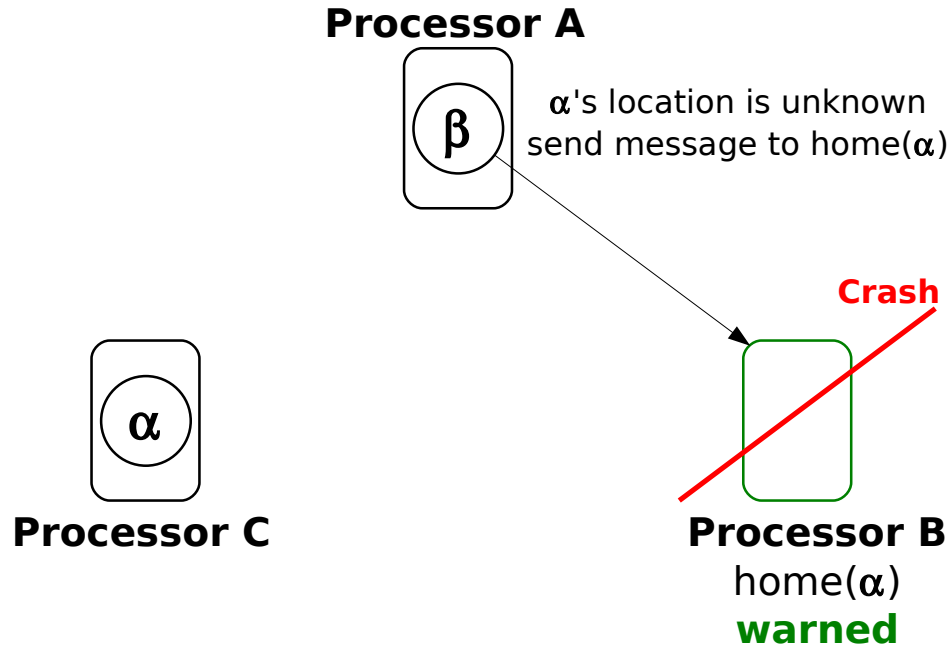 Processor A
β
α's location is unknown
send message to home(α)
Crash
α
Processor C
Processor B
home(α)
warned